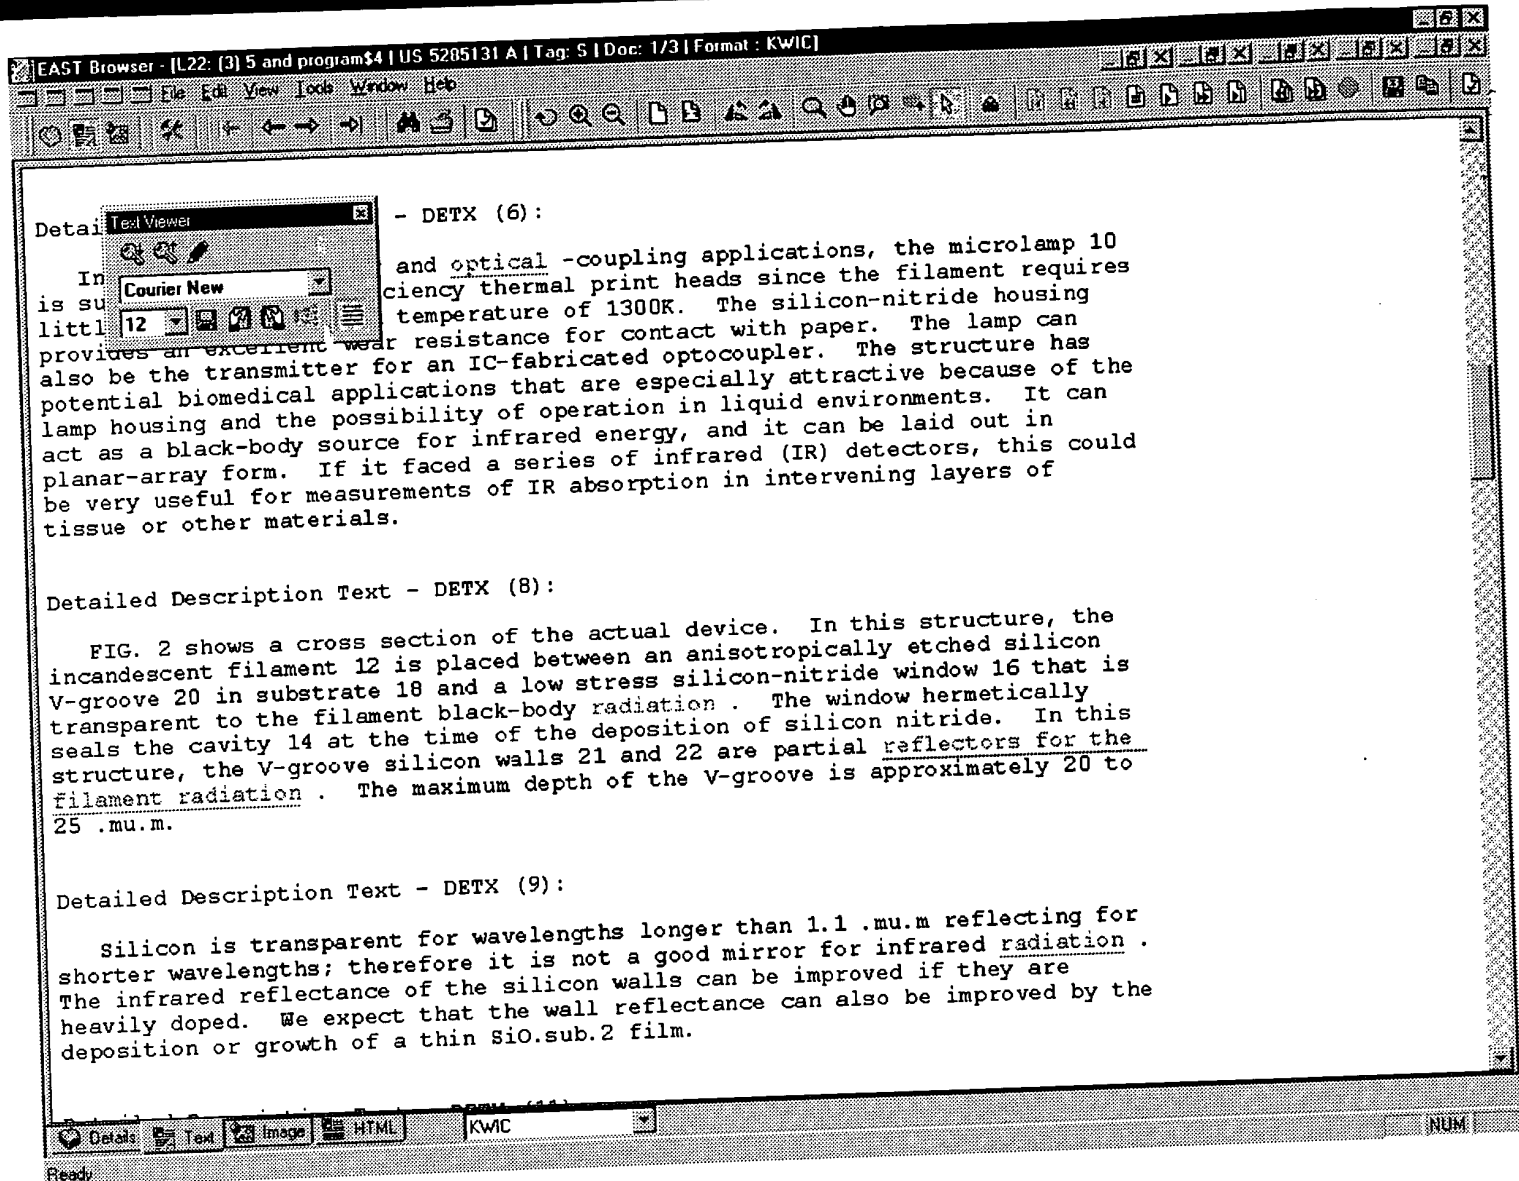 EAST Browser - [L22: (3) 5 and program$4 | US 5285131 A | Tag: S | Doc: 1/3 | Format : KWIC]
File Edit View Tools Window Help
Detai - DETX (6):
Text Viewer
Courier New
12
In and optical -coupling applications, the microlamp 10
is su ciency thermal print heads since the filament requires
littl temperature of 1300K. The silicon-nitride housing
provides an excellent wear resistance for contact with paper. The lamp can
also be the transmitter for an IC-fabricated optocoupler. The structure has
potential biomedical applications that are especially attractive because of the
lamp housing and the possibility of operation in liquid environments. It can
act as a black-body source for infrared energy, and it can be laid out in
planar-array form. If it faced a series of infrared (IR) detectors, this could
be very useful for measurements of IR absorption in intervening layers of
tissue or other materials.
Detailed Description Text - DETX (8):
FIG. 2 shows a cross section of the actual device. In this structure, the
incandescent filament 12 is placed between an anisotropically etched silicon
V-groove 20 in substrate 18 and a low stress silicon-nitride window 16 that is
transparent to the filament black-body radiation . The window hermetically
seals the cavity 14 at the time of the deposition of silicon nitride. In this
structure, the V-groove silicon walls 21 and 22 are partial reflectors for the
filament radiation . The maximum depth of the V-groove is approximately 20 to
25 .mu.m.
Detailed Description Text - DETX (9):
Silicon is transparent for wavelengths longer than 1.1 .mu.m reflecting for
shorter wavelengths; therefore it is not a good mirror for infrared radiation .
The infrared reflectance of the silicon walls can be improved if they are
heavily doped. We expect that the wall reflectance can also be improved by the
deposition or growth of a thin SiO.sub.2 film.
Details Text Image HTML KWIC NUM
Ready